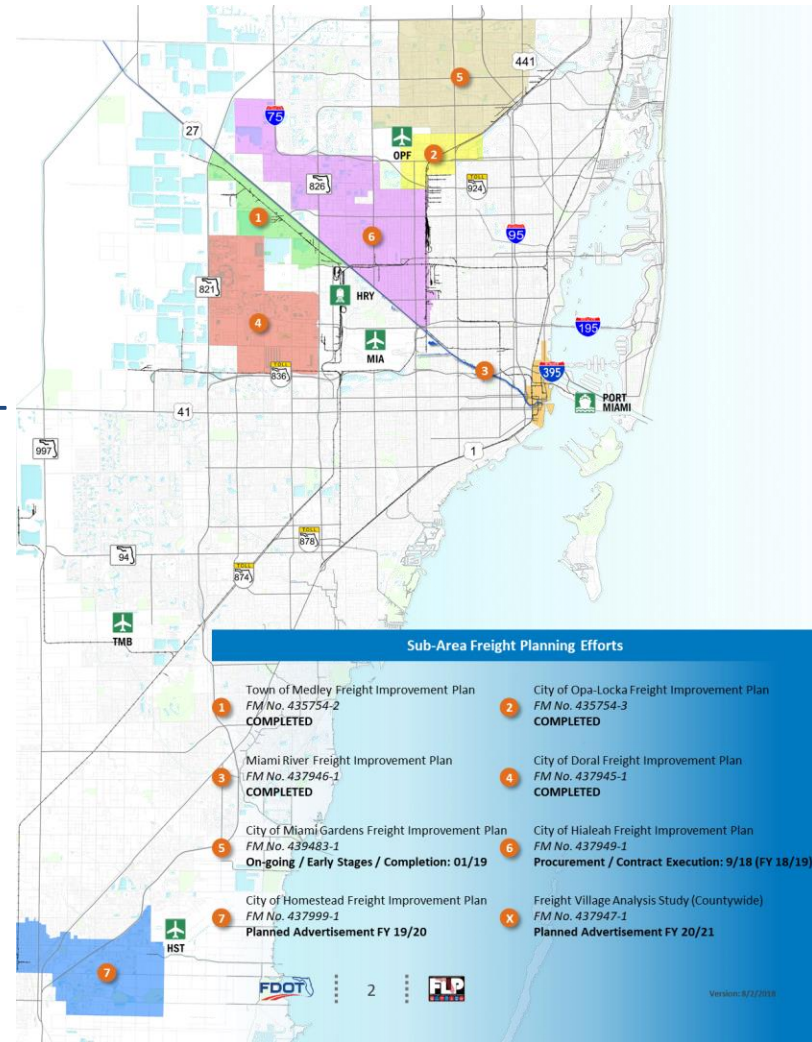 441
75
5
27
OPF
2
826
TOLL
924
1
6
95
821
HRY
4
195
MIA
3
395
TOLL
836
PORT
MIAMI
41
1
997
TOLL
878
94
TOLL
874
TMB
Sub-Area Freight Planning Efforts
1
Town of Medley Freight Improvement Plan
FM No. 435754-2
COMPLETED
2
City of Opa-Locka Freight Improvement Plan
FM No. 435754-3
COMPLETED
3
Miami River Freight Improvement Plan
FM No. 437946-1
COMPLETED
4
City of Doral Freight Improvement Plan
FM No. 437945-1
COMPLETED
5
City of Miami Gardens Freight Improvement Plan
FM No. 439483-1
On-going / Early Stages / Completion: 01/19
6
City of Hialeah Freight Improvement Plan
FM No. 437949-1
Procurement / Contract Execution: 9/18 (FY 18/19)
7
City of Homestead Freight Improvement Plan
FM No. 437999-1
Planned Advertisement FY 19/20
X
Freight Village Analysis Study (Countywide)
FM No. 437947-1
Planned Advertisement FY 20/21
HST
7
FDOT
2
FLP
Version: 8/2/2018